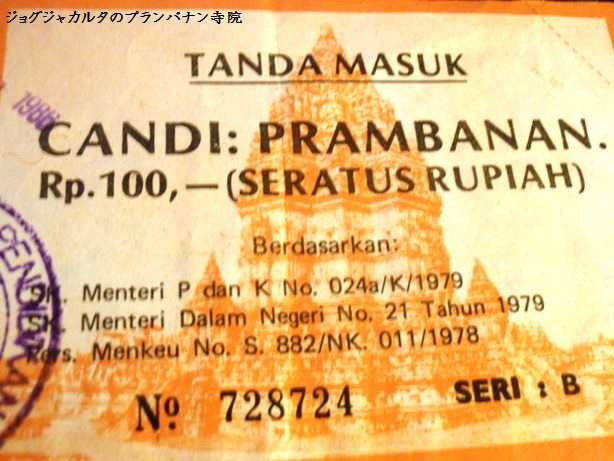 ジョグジャカルタのプランバナン寺院
TANDA MASUK
1986
CANDI: PRAMBANAN.
Rp.100,—(SERATUS RUPIAH)
Berdasarkan:
SK. Menteri P dan K No. 024a/K/1979
SK. Menteri Dalam Negeri No. 21 Tahun 1979
Pers. Menkeu No. S. 882/NK. 011/1978
Nº 728724 SERI : B